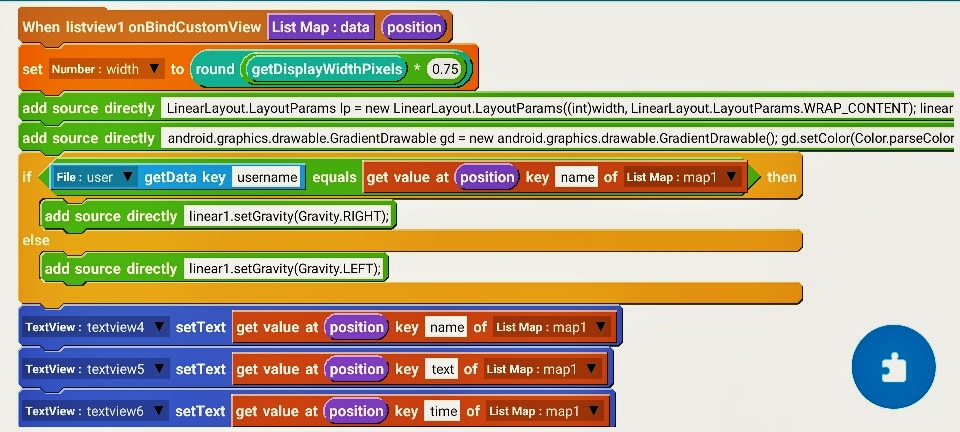 When listview1 onBindCustomView List Map : data position
set Number : width to round getDisplayWidthPixels * 0.75
add source directly LinearLayout.LayoutParams lp = new LinearLayout.LayoutParams((int)width, LinearLayout.LayoutParams.WRAP_CONTENT); linear
add source directly android.graphics.drawable.GradientDrawable gd = new android.graphics.drawable.GradientDrawable(); gd.setColor(Color.parseColor
if File : user getData key username equals get value at position key name of List Map : map1 then
add source directly linear1.setGravity(Gravity.RIGHT);
else
add source directly linear1.setGravity(Gravity.LEFT);
TextView : textview4 setText get value at position key name of List Map : map1
TextView : textview5 setText get value at position key text of List Map : map1
TextView : textview6 setText get value at position key time of List Map : map1